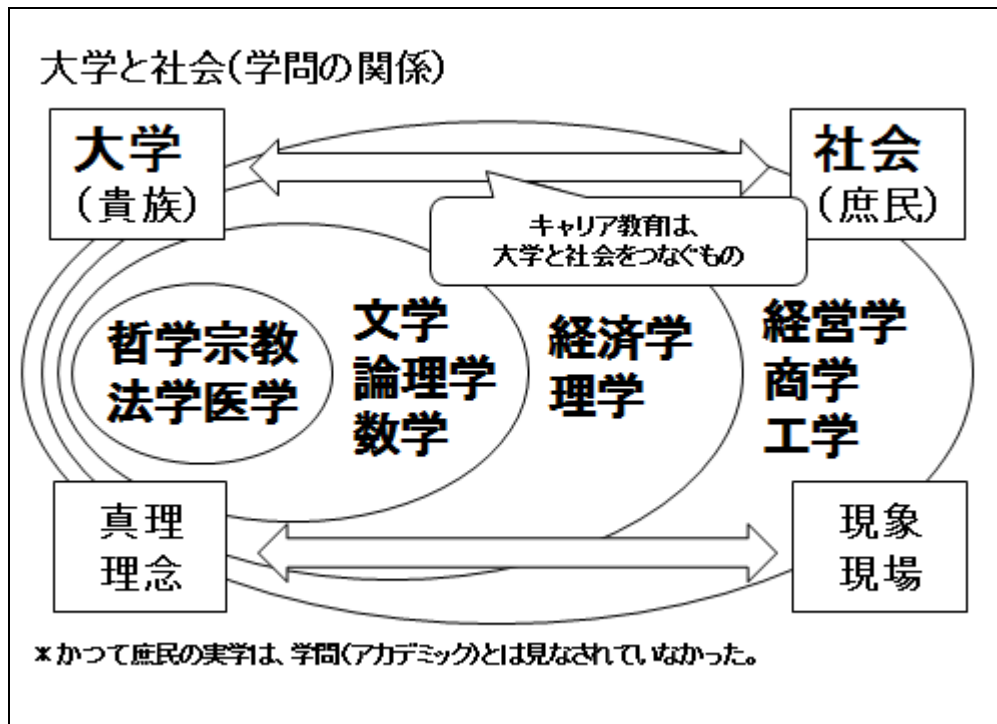 大学と社会(学問の関係)
大学
(貴族)
社会
(庶民)
キャリア教育は、
大学と社会をつなぐもの
哲学宗教
法学医学
文学
論理学
数学
経済学
理学
経営学
商学
工学
真理
理念
現象
現場
*かつて庶民の実学は、学問(アカデミック)とは見なされていなかった。